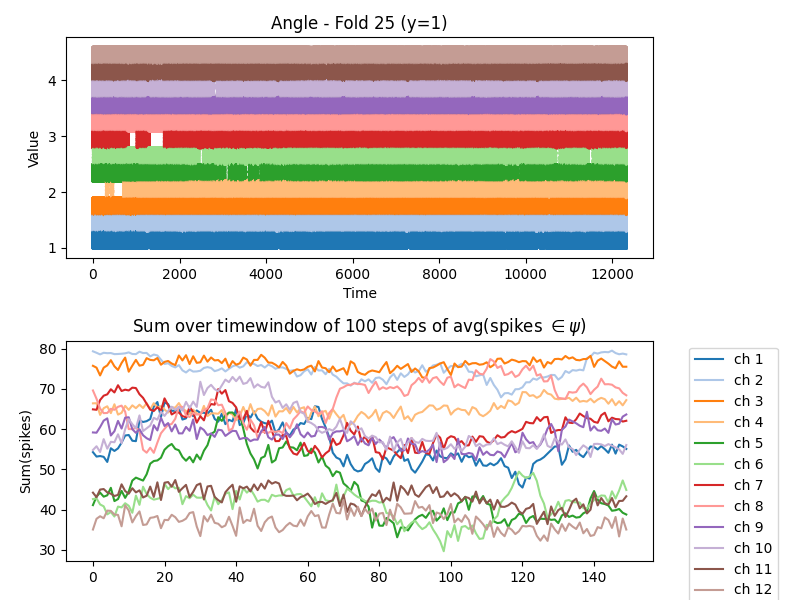 Angle - Fold 25 (y=1)
Value
4
3
2
1
0 2000 4000 6000 8000 10000 12000
Time
Sum over timewindow of 100 steps of avg(spikes ∈ ψ)
Sum(spikes)
80
70
60
50
40
30
0 20 40 60 80 100 120 140
ch 1
ch 2
ch 3
ch 4
ch 5
ch 6
ch 7
ch 8
ch 9
ch 10
ch 11
ch 12